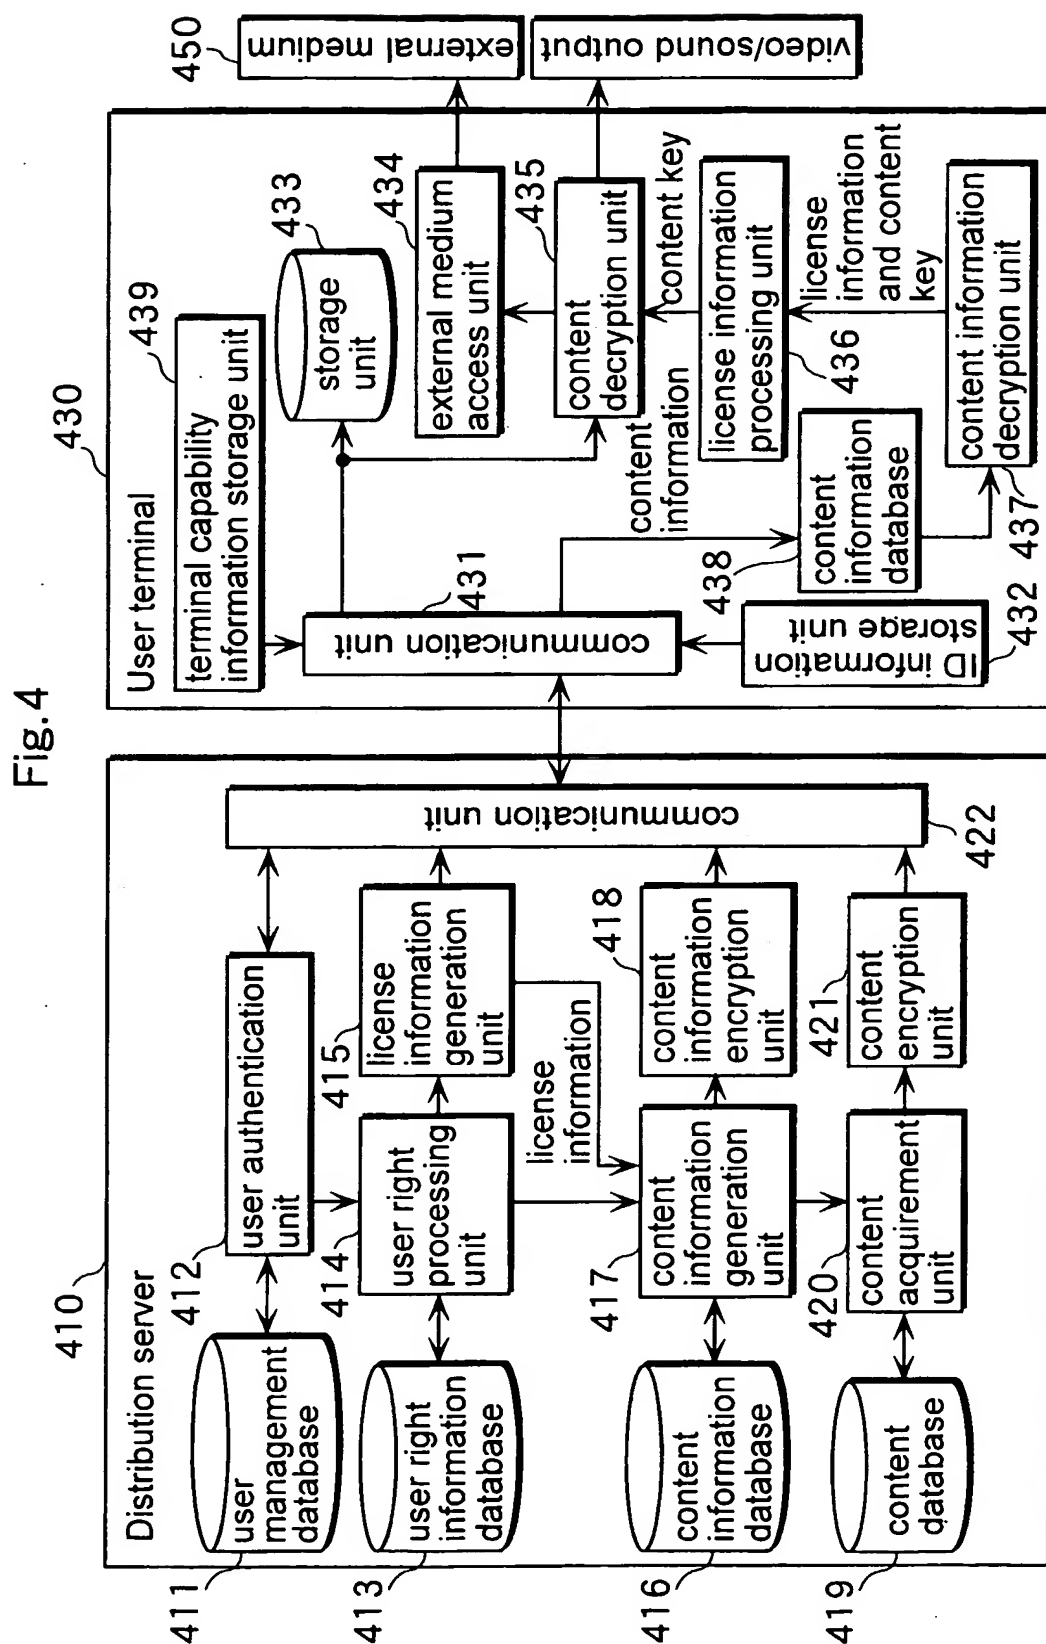 Fig.4
410
Distribution server
411
user
management
database
412
user authentication
unit
413
user right
information
database
414
user right
processing
unit
415
license
information
generation
unit
license
information
416
content
information
database
417
content
information
generation
unit
418
content
information
encryption
unit
419
content
database
420
content
acquirement
unit
421
content
encryption
unit
communication unit
422
430
User terminal
439
terminal capability
information storage unit
433
storage
unit
431
communication
unit
434
external medium
access unit
435
content
decryption unit
content key
content
information
license information
processing unit
436
license
information
and content
key
438
content
information
database
ID information
storage unit
432
content information
decryption unit
437
450
external medium
video/sound output